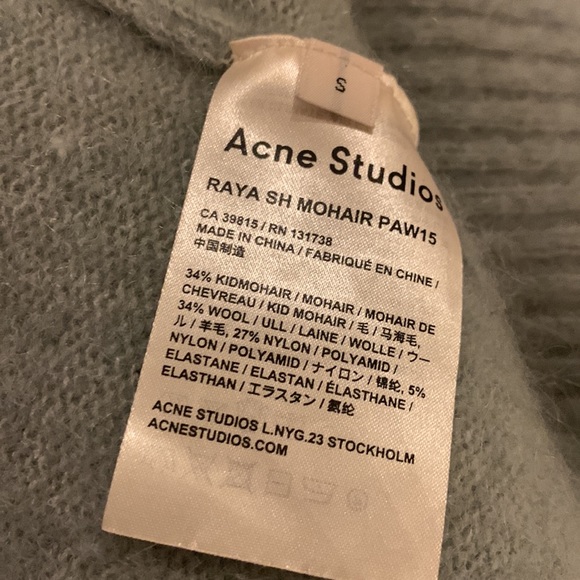 S
Acne Studios
RAYA SH MOHAIR PAW15
CA 39815 / RN 131738
MADE IN CHINA / FABRIQUÉ EN CHINE /
中国制造
34% KIDMOHAIR / MOHAIR / MOHAIR DE
CHEVREAU / KID MOHAIR / 毛 / 马海毛,
34% WOOL / ULL / LAINE / WOLLE / ウー
ル / 羊毛, 27% NYLON / POLYAMID /
NYLON / POLYAMID / ナイロン / 锦纶, 5%
ELASTANE / ELASTAN / ÉLASTHANE /
ELASTHAN / エラスタン / 氨纶
ACNE STUDIOS L.NYG.23 STOCKHOLM
ACNESTUDIOS.COM